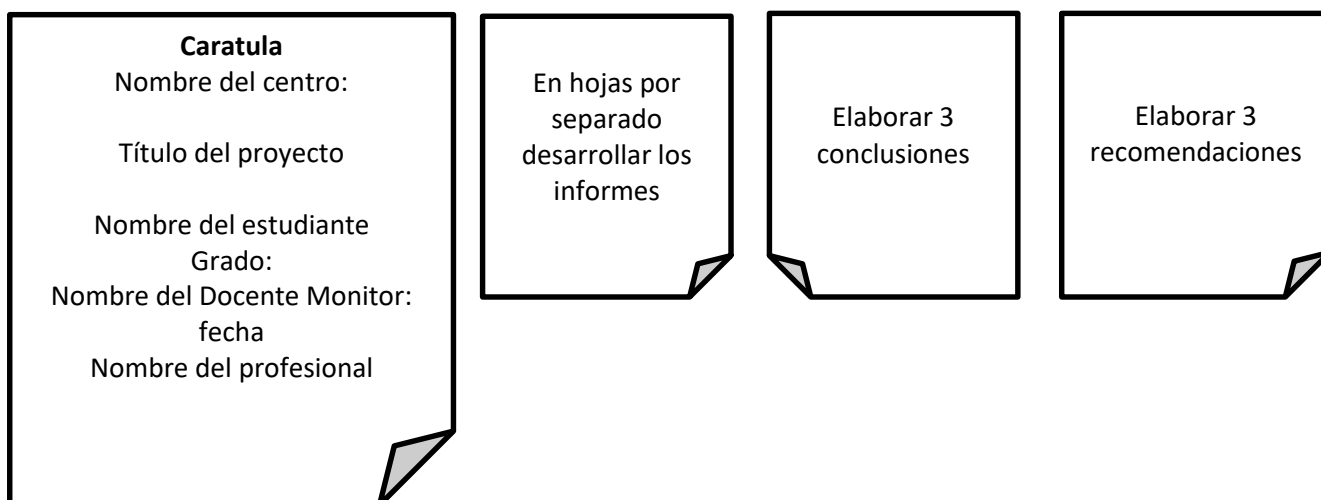 Caratula
Nombre del centro:
Título del proyecto
Nombre del estudiante
Grado:
Nombre del Docente Monitor:
fecha
Nombre del profesional
En hojas por
separado
desarrollar los
informes
Elaborar 3
conclusiones
Elaborar 3
recomendaciones